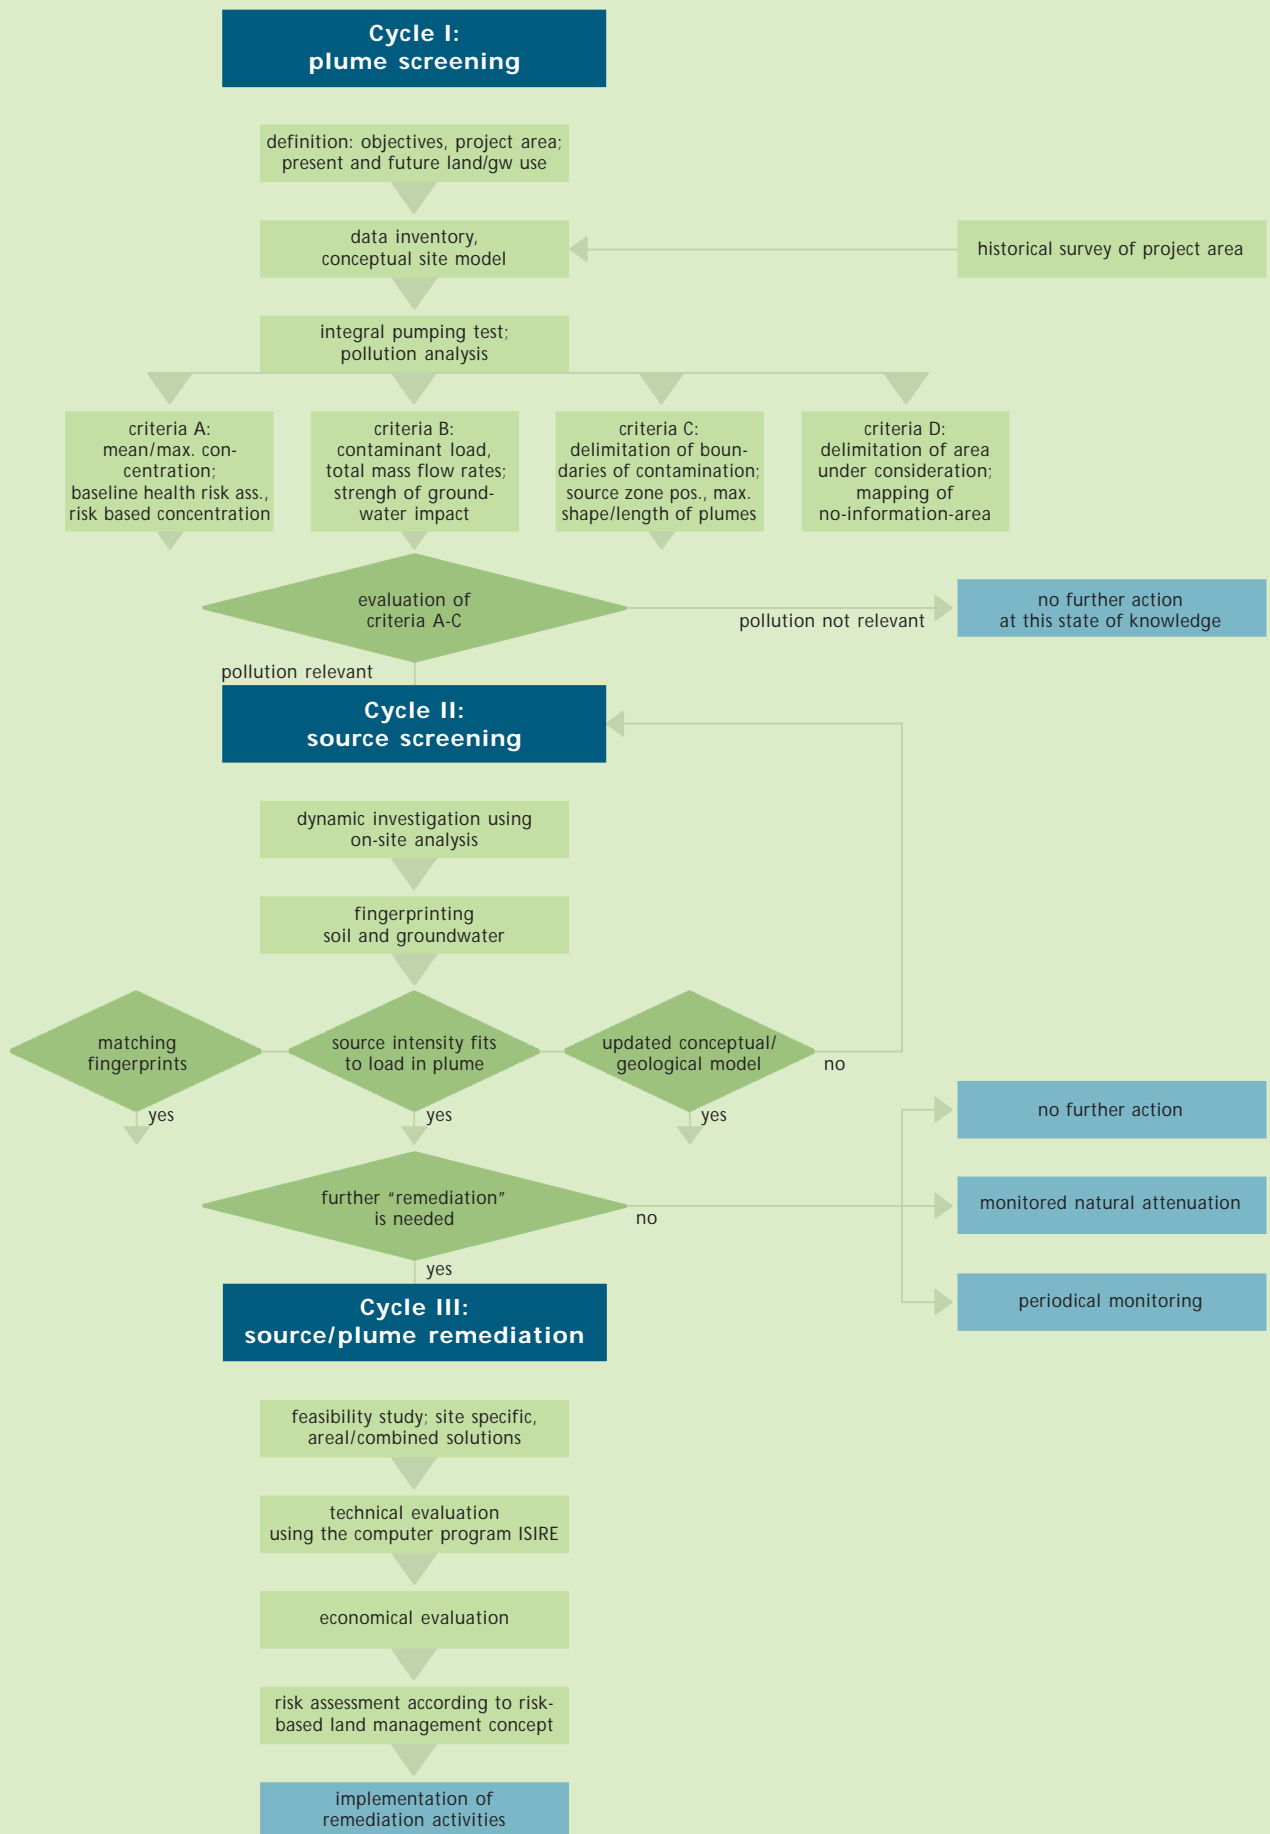 Cycle I:
plume screening
definition: objectives, project area;
present and future land/gw use
data inventory,
conceptual site model
historical survey of project area
integral pumping test;
pollution analysis
criteria A:
mean/max. con-
centration;
baseline health risk ass.,
risk based concentration
criteria B:
contaminant load,
total mass flow rates;
strengh of ground-
water impact
criteria C:
delimitation of boun-
daries of contamination;
source zone pos., max.
shape/length of plumes
criteria D:
delimitation of area
under consideration;
mapping of
no-information-area
evaluation of
criteria A-C
pollution not relevant
no further action
at this state of knowledge
pollution relevant
Cycle II:
source screening
dynamic investigation using
on-site analysis
fingerprinting
soil and groundwater
matching
fingerprints
source intensity fits
to load in plume
updated conceptual/
geological model
no
yes
yes
yes
no further action
further “remediation”
is needed
no
monitored natural attenuation
yes
periodical monitoring
Cycle III:
source/plume remediation
feasibility study; site specific,
areal/combined solutions
technical evaluation
using the computer program ISIRE
economical evaluation
risk assessment according to risk-
based land management concept
implementation of
remediation activities